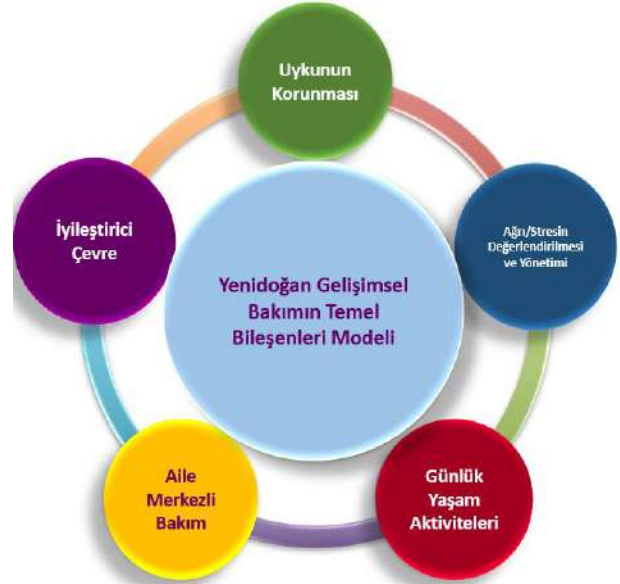 Uykunun
Korunması
Ağrı/Stresin
Değerlendirilmesi
ve Yönetimi
Günlük
Yaşam
Aktiviteleri
Aile
Merkezli
Bakım
İyileştirici
Çevre
Yenidoğan Gelişimsel
Bakımın Temel
Bileşenleri Modeli